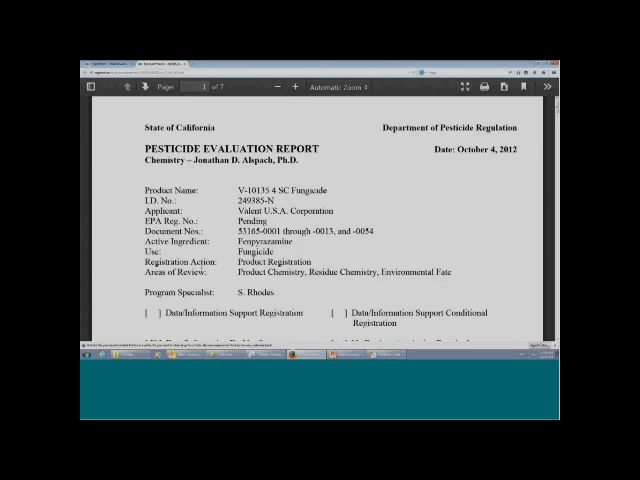 Page: 1 of 7 Automatic Zoom
State of California Department of Pesticide Regulation
PESTICIDE EVALUATION REPORT Date: October 4, 2012
Chemistry – Jonathan D. Alspach, Ph.D.
Product Name: V-10135 4 SC Fungicide
I.D. No.: 249385-N
Applicant: Valent U.S.A. Corporation
EPA Reg. No.: Pending
Document Nos.: 53165-0001 through -0013, and -0054
Active Ingredient: Fenpyrazamine
Use: Fungicide
Registration Action: Product Registration
Areas of Review: Product Chemistry, Residue Chemistry, Environmental Fate
Program Specialist: S. Rhodes
[ ] Data/Information Support Registration [ ] Data/Information Support Conditional
Registration